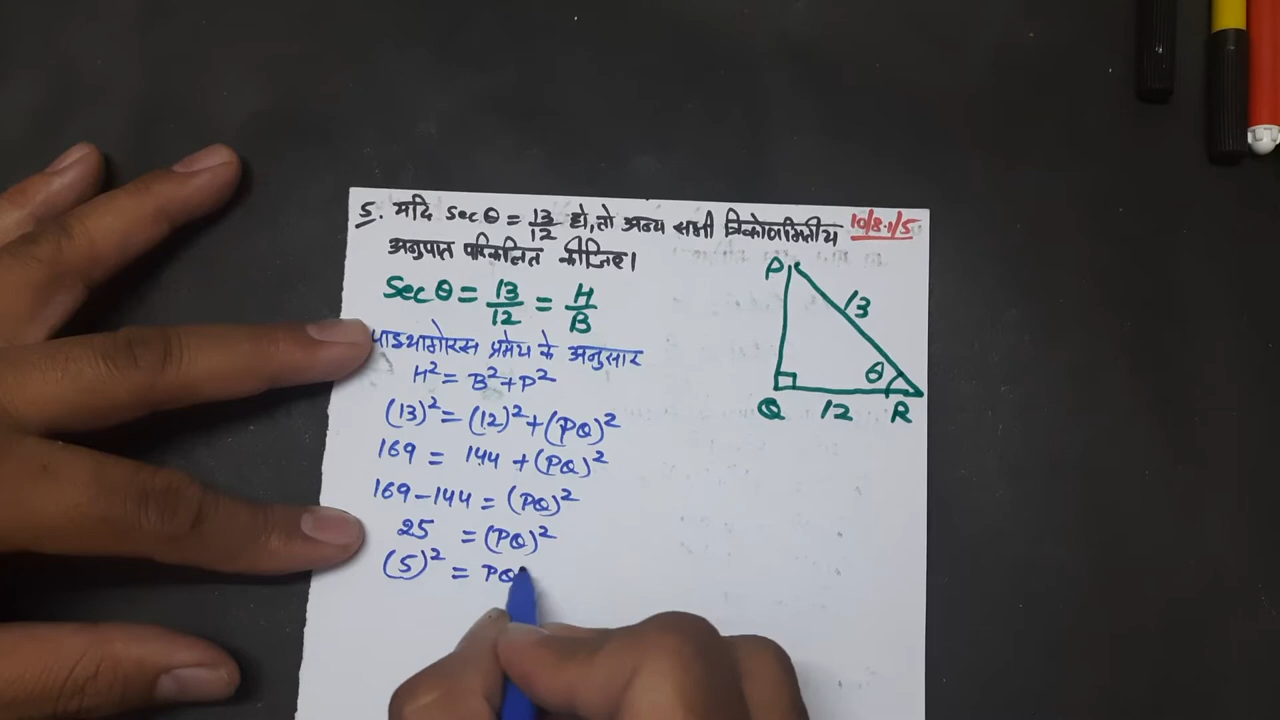 5. यदि Sec θ = 13/12 हो, तो अन्य सभी त्रिकोणमितीय 10/8.1/5
अनुपात परिकलित कीजिए।
Sec θ = 13/12 = H/B
पाइथागोरस प्रमेय के अनुसार
H² = B² + P²
(13)² = (12)² + (PQ)²
169 = 144 + (PQ)²
169 - 144 = (PQ)²
25 = (PQ)²
(5)² = PQ
P
13
θ
Q 12 R